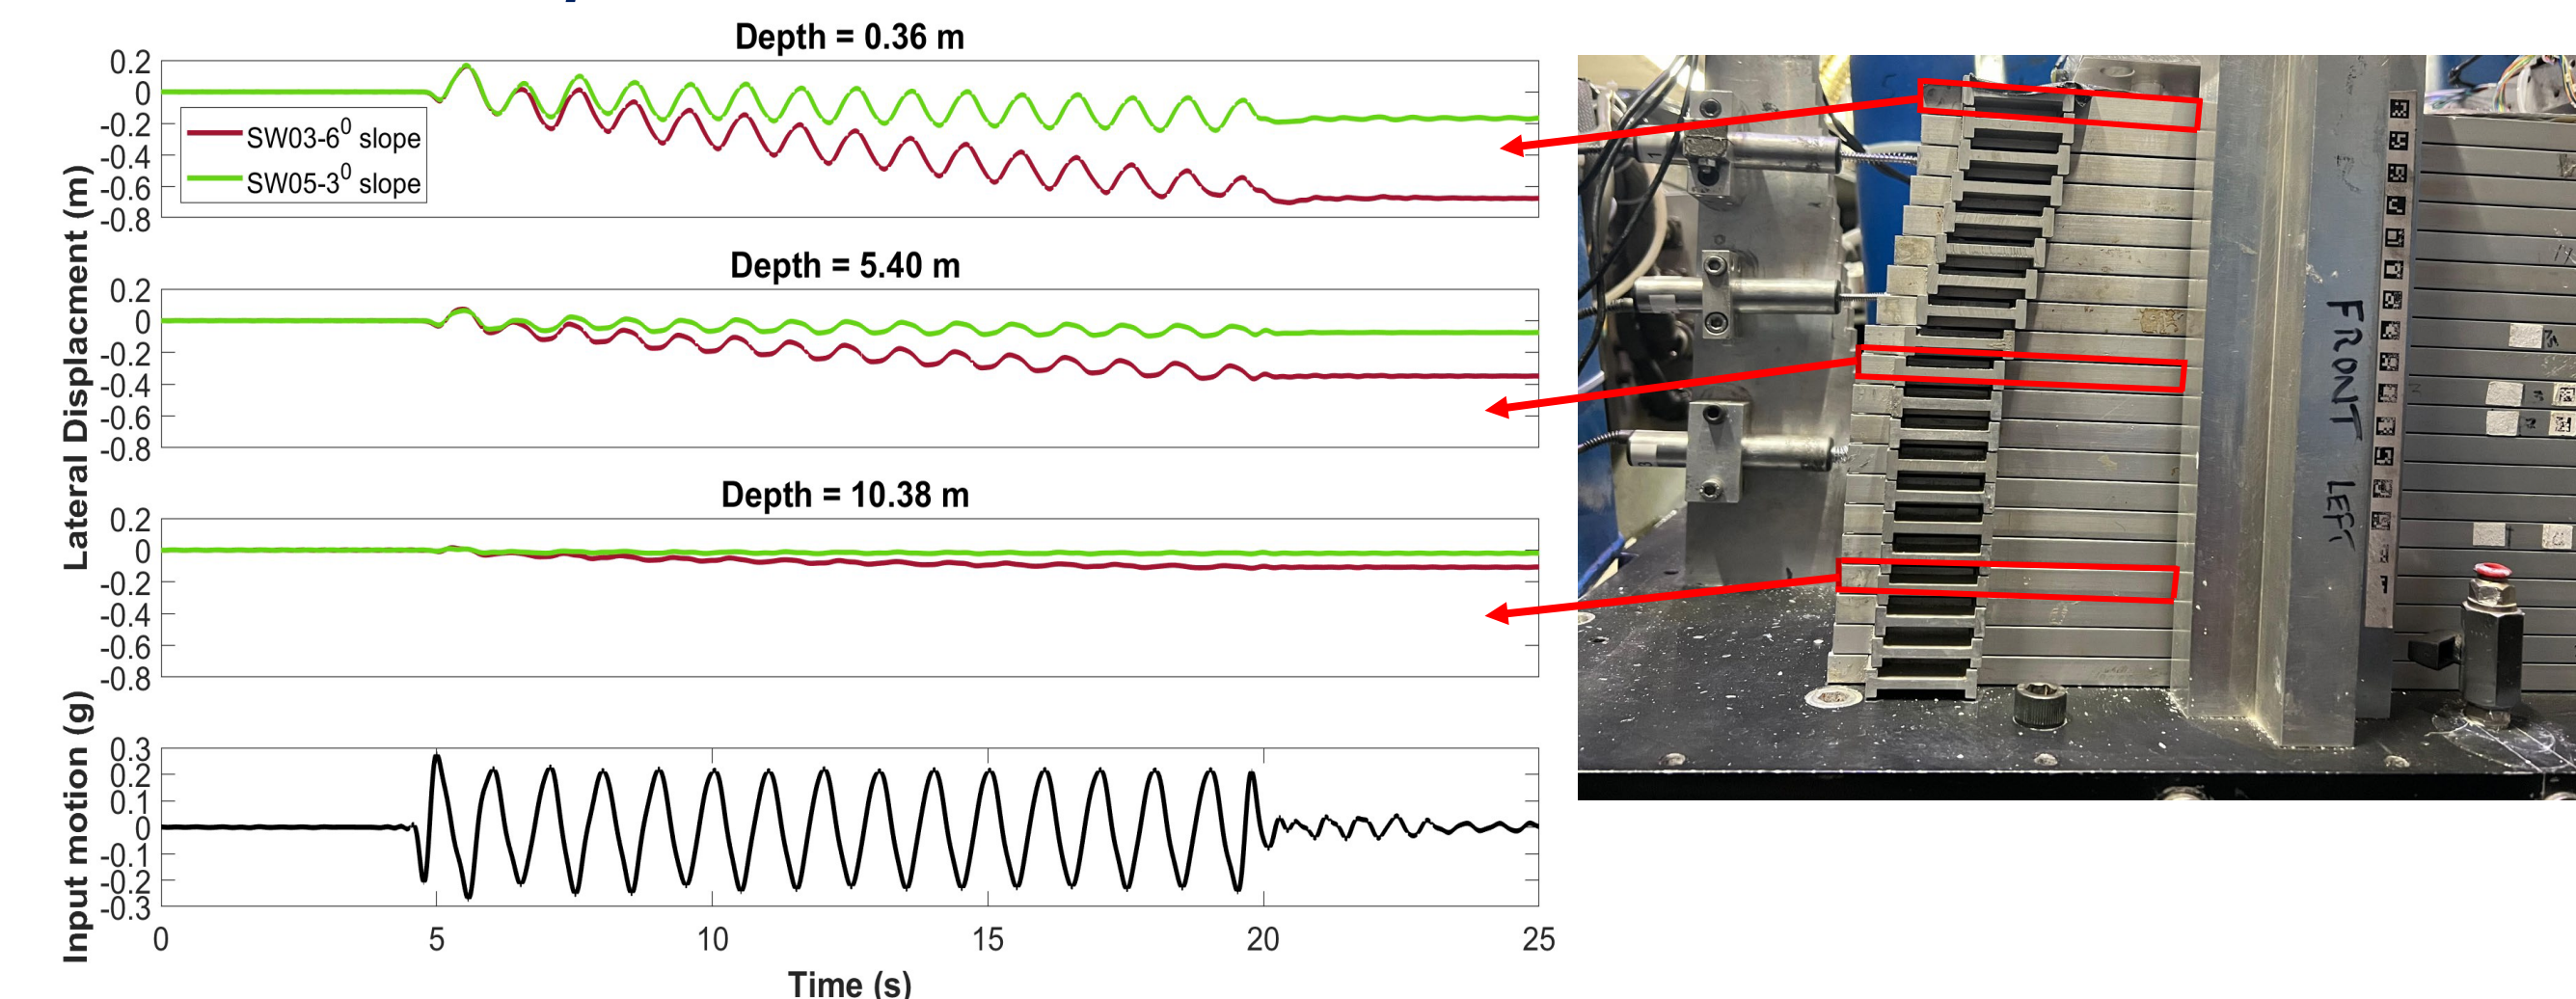 Depth = 0.36 m
0.2
0
-0.2
-0.4
-0.6
-0.8
SW03-6⁰ slope
SW05-3⁰ slope
Depth = 5.40 m
0.2
0
-0.2
-0.4
-0.6
-0.8
Lateral Displacment (m)
Depth = 10.38 m
0.2
0
-0.2
-0.4
-0.6
-0.8
Input motion (g)
0.3
0.2
0.1
0
-0.1
-0.2
-0.3
0 5 10 15 20 25
Time (s)
FRONT LEFT